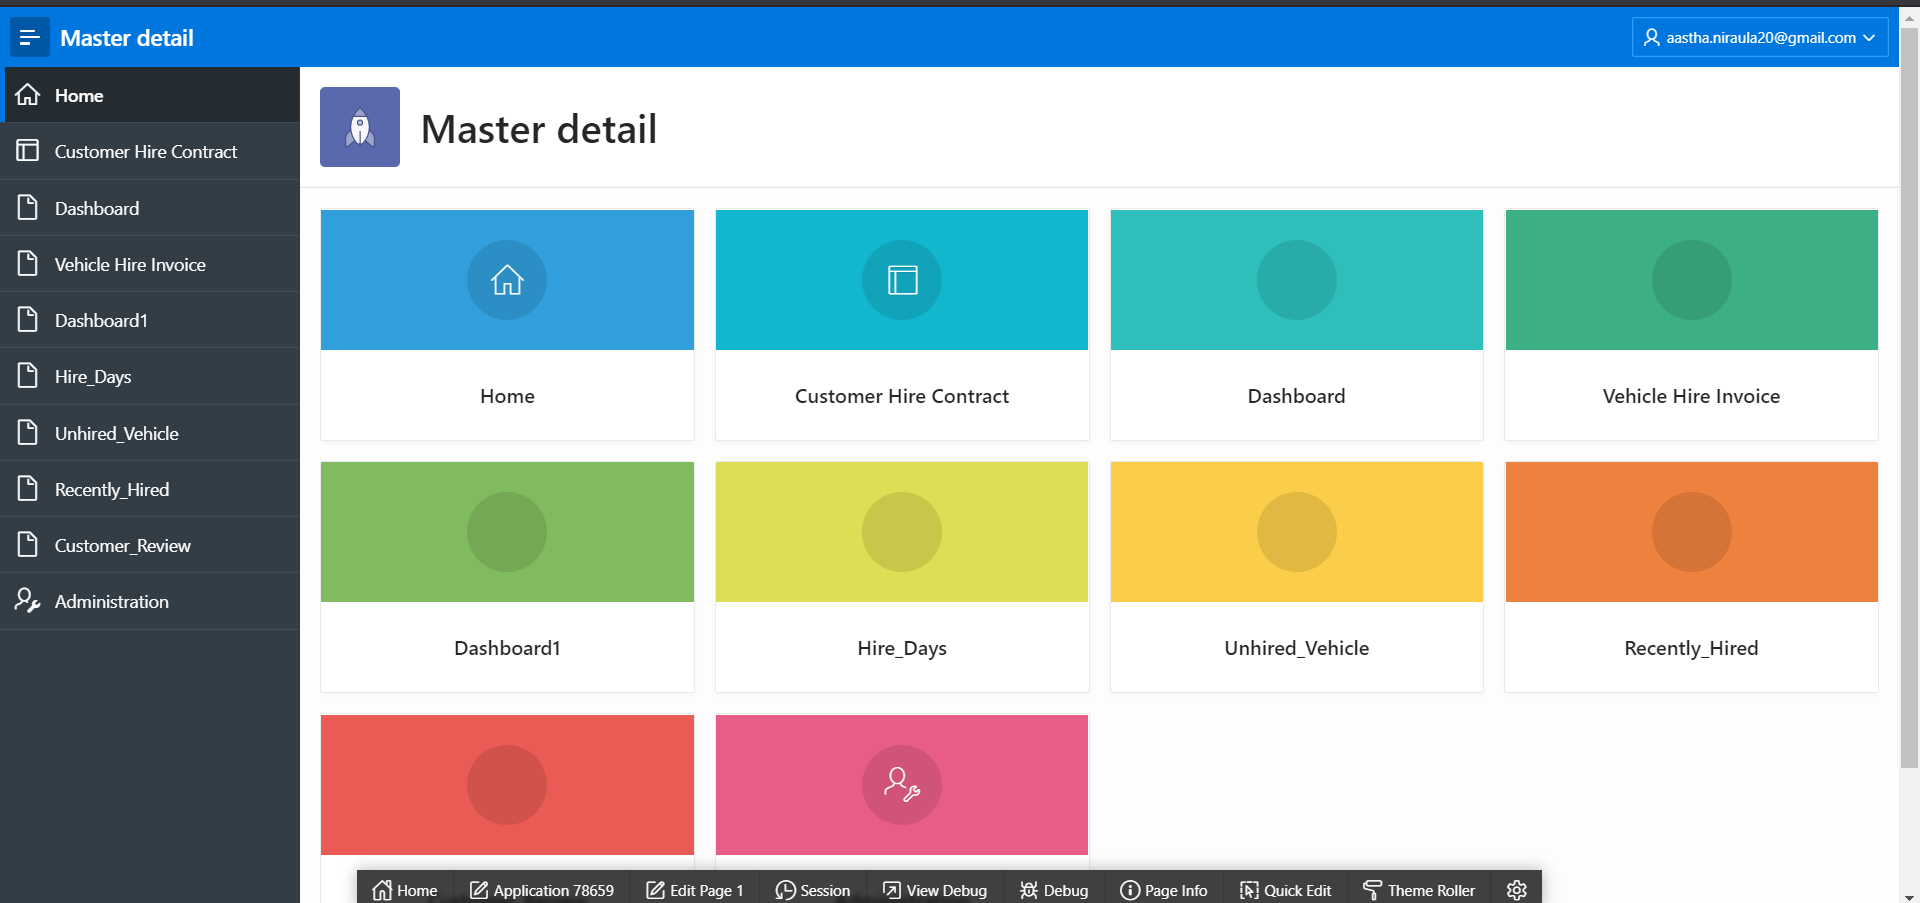 Master detail
aastha.niraula20@gmail.com
Home
Customer Hire Contract
Dashboard
Vehicle Hire Invoice
Dashboard1
Hire_Days
Unhired_Vehicle
Recently_Hired
Customer_Review
Administration
Master detail
Home
Customer Hire Contract
Dashboard
Vehicle Hire Invoice
Dashboard1
Hire_Days
Unhired_Vehicle
Recently_Hired
Home Application 78659 Edit Page 1 Session View Debug Debug Page Info Quick Edit Theme Roller